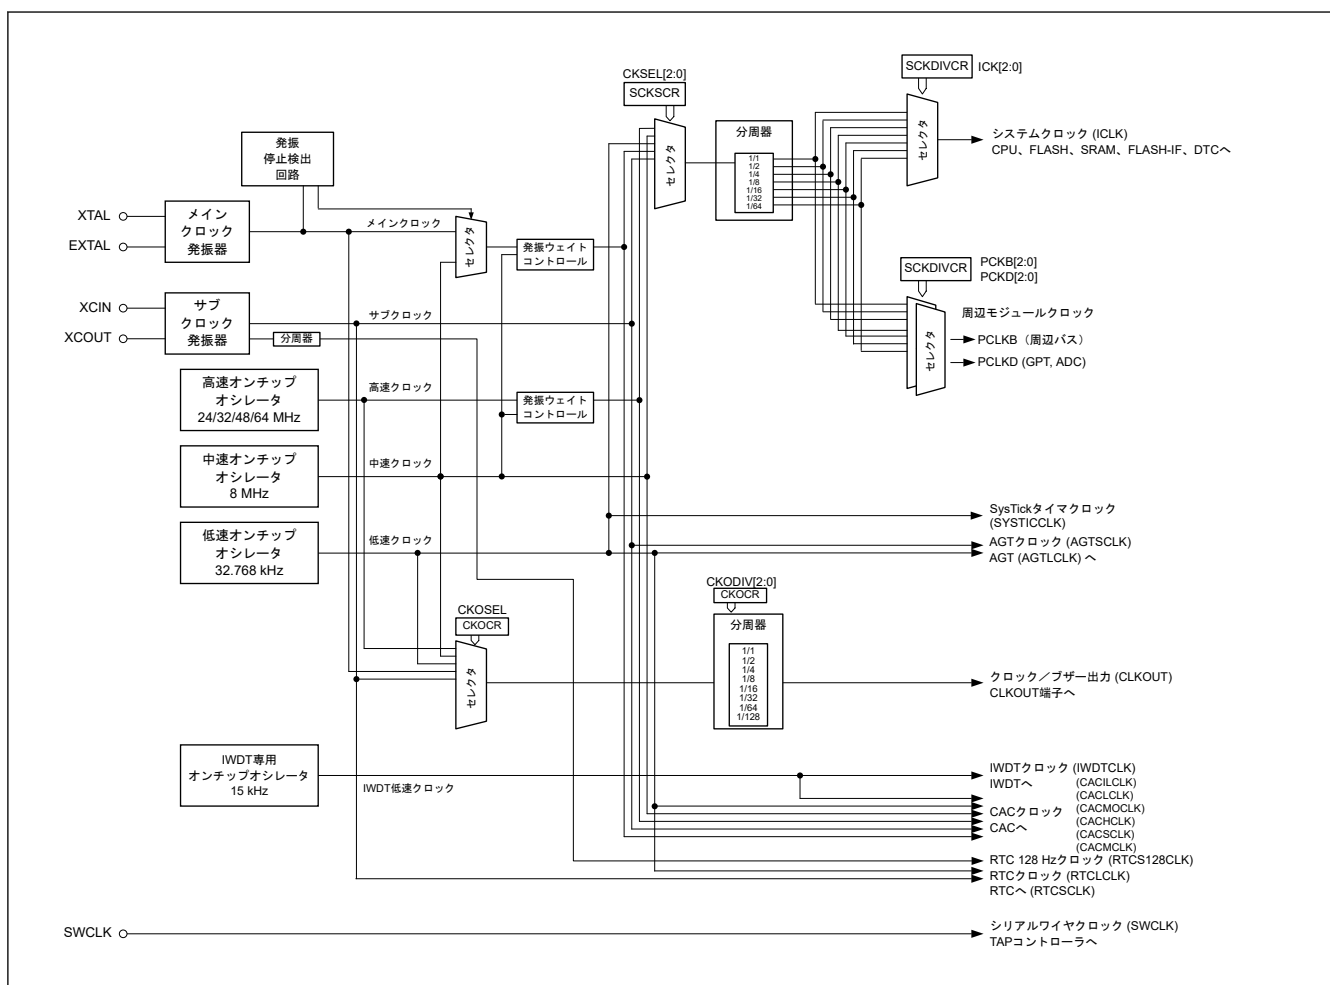 CKSEL[2:0]
SCKSCR
SCKDIVCR
ICK[2:0]
発振
停止検出
回路
分周器
1/1
1/2
1/4
1/8
1/16
1/32
1/64
セレクタ
セレクタ
システムクロック (ICLK)
CPU、FLASH、SRAM、FLASH-IF、DTCへ
XTAL
EXTAL
メイン
クロック
発振器
メインクロック
セレクタ
発振ウェイト
コントロール
SCKDIVCR
PCKB[2:0]
PCKD[2:0]
XCIN
XCOUT
サブ
クロック
発振器
サブクロック
分周器
周辺モジュールクロック
セレクタ
PCLKB(周辺バス)
PCLKD (GPT, ADC)
高速オンチップ
オシレータ
24/32/48/64 MHz
高速クロック
発振ウェイト
コントロール
中速オンチップ
オシレータ
8 MHz
中速クロック
低速オンチップ
オシレータ
32.768 kHz
低速クロック
SysTickタイマクロック
(SYSTICCLK)
AGTクロック (AGTSCLK)
AGT (AGTLCLK) へ
CKOSEL
CKOCR
セレクタ
CKODIV[2:0]
CKOCR
分周器
1/1
1/2
1/4
1/8
1/16
1/32
1/64
1/128
クロック/ブザー出力 (CLKOUT)
CLKOUT端子へ
IWDT専用
オンチップオシレータ
15 kHz
IWDT低速クロック
IWDTクロック (IWDTCLK)
IWDTへ
(CACILCLK)
(CACLCLK)
CACクロック
(CACMOCLK)
(CACHCLK)
CACへ
(CACSCLK)
(CACMCLK)
RTC 128 Hzクロック (RTCS128CLK)
RTCクロック (RTCLCLK)
RTCへ (RTCSCLK)
SWCLK
シリアルワイヤクロック (SWCLK)
TAPコントローラへ